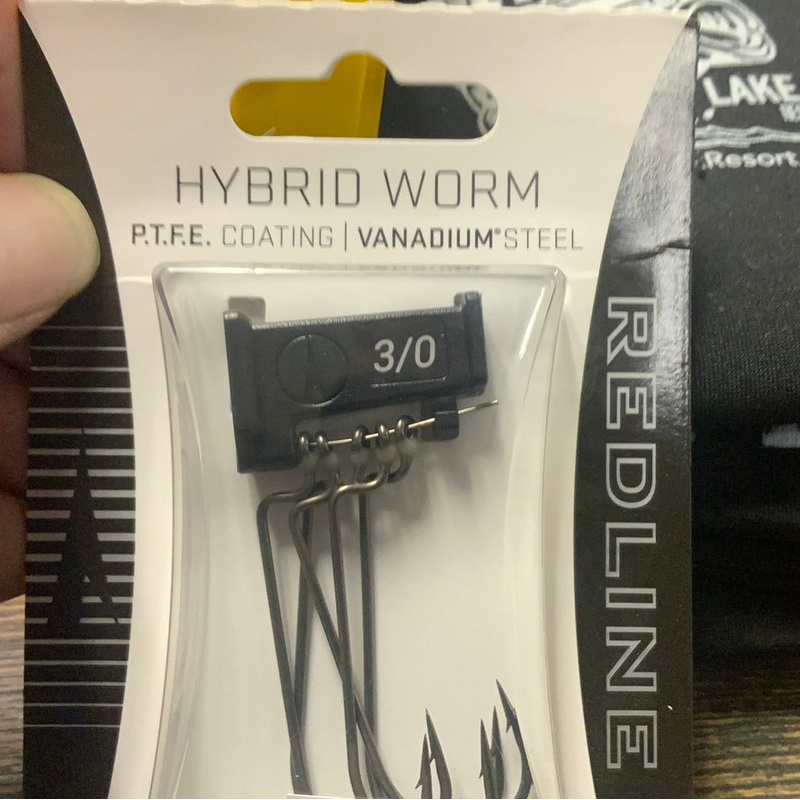 HYBRID WORM
P.T.F.E. COATING | VANADIUM® STEEL
3/0
REDLINE
LAKE
Resort.